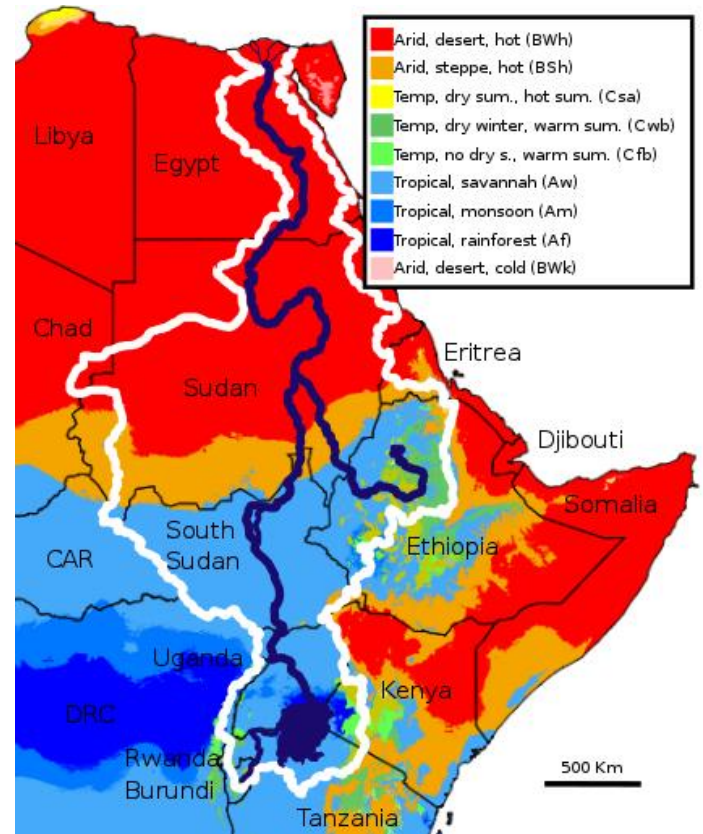 Arid, desert, hot (BWh)
Arid, steppe, hot (BSh)
Temp, dry sum., hot sum. (Csa)
Temp, dry winter, warm sum. (Cwb)
Temp, no dry s., warm sum. (Cfb)
Tropical, savannah (Aw)
Tropical, monsoon (Am)
Tropical, rainforest (Af)
Arid, desert, cold (BWk)
Libya
Egypt
Chad
Sudan
Eritrea
Djibouti
Somalia
South
Sudan
CAR
Ethiopia
Uganda
Kenya
DRC
Rwanda
Burundi
Tanzania
500 Km